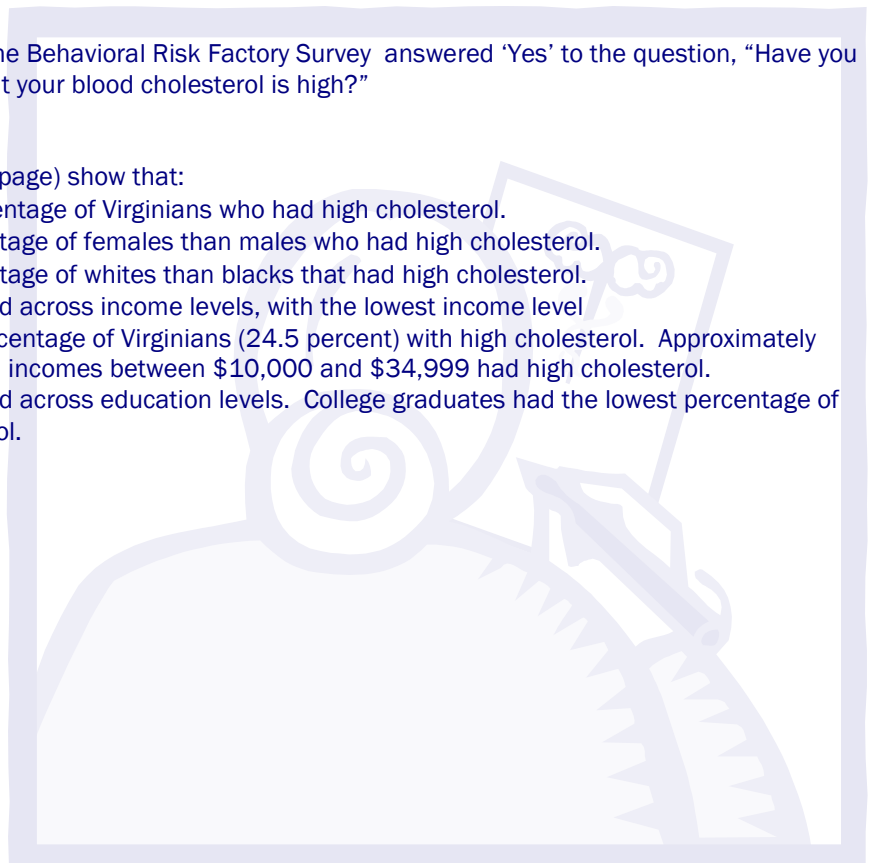 ne Behavioral Risk Factory Survey answered ‘Yes’ to the question, “Have you
t your blood cholesterol is high?”
page) show that:
entage of Virginians who had high cholesterol.
tage of females than males who had high cholesterol.
tage of whites than blacks that had high cholesterol.
d across income levels, with the lowest income level
centage of Virginians (24.5 percent) with high cholesterol. Approximately
incomes between $10,000 and $34,999 had high cholesterol.
d across education levels. College graduates had the lowest percentage of
ol.